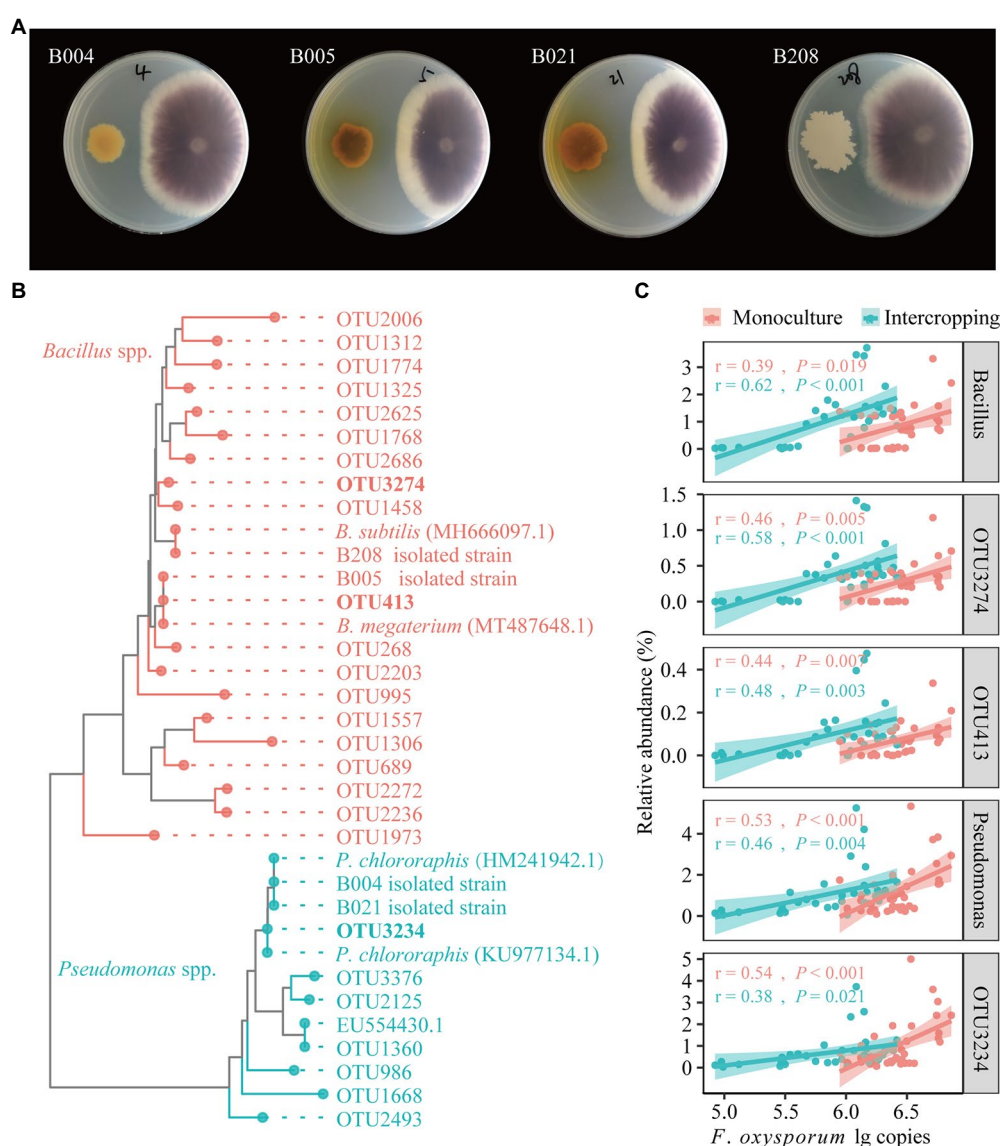 A
B004
B005
B021
B208
4
5
21
208
B
Bacillus spp.
OTU2006
OTU1312
OTU1774
OTU1325
OTU2625
OTU1768
OTU2686
OTU3274
OTU1458
B. subtilis (MH666097.1)
B208 isolated strain
B005 isolated strain
OTU413
B. megaterium (MT487648.1)
OTU268
OTU2203
OTU995
OTU1557
OTU1306
OTU689
OTU2272
OTU2236
OTU1973
Pseudomonas spp.
P. chlororaphis (HM241942.1)
B004 isolated strain
B021 isolated strain
OTU3234
P. chlororaphis (KU977134.1)
OTU3376
OTU2125
EU554430.1
OTU1360
OTU986
OTU1668
OTU2493
C
Monoculture Intercropping
Relative abundance (%)
r = 0.39 , P = 0.019
r = 0.62 , P < 0.001
3
2
1
0
Bacillus
r = 0.46 , P = 0.005
r = 0.58 , P < 0.001
1.5
1.0
0.5
0.0
OTU3274
r = 0.44 , P = 0.007
r = 0.48 , P = 0.003
0.4
0.2
0.0
OTU413
r = 0.53 , P < 0.001
r = 0.46 , P = 0.004
4
2
0
Pseudomonas
r = 0.54 , P < 0.001
r = 0.38 , P = 0.021
5
4
3
2
1
0
OTU3234
5.0 5.5 6.0 6.5
F. oxysporum lg copies